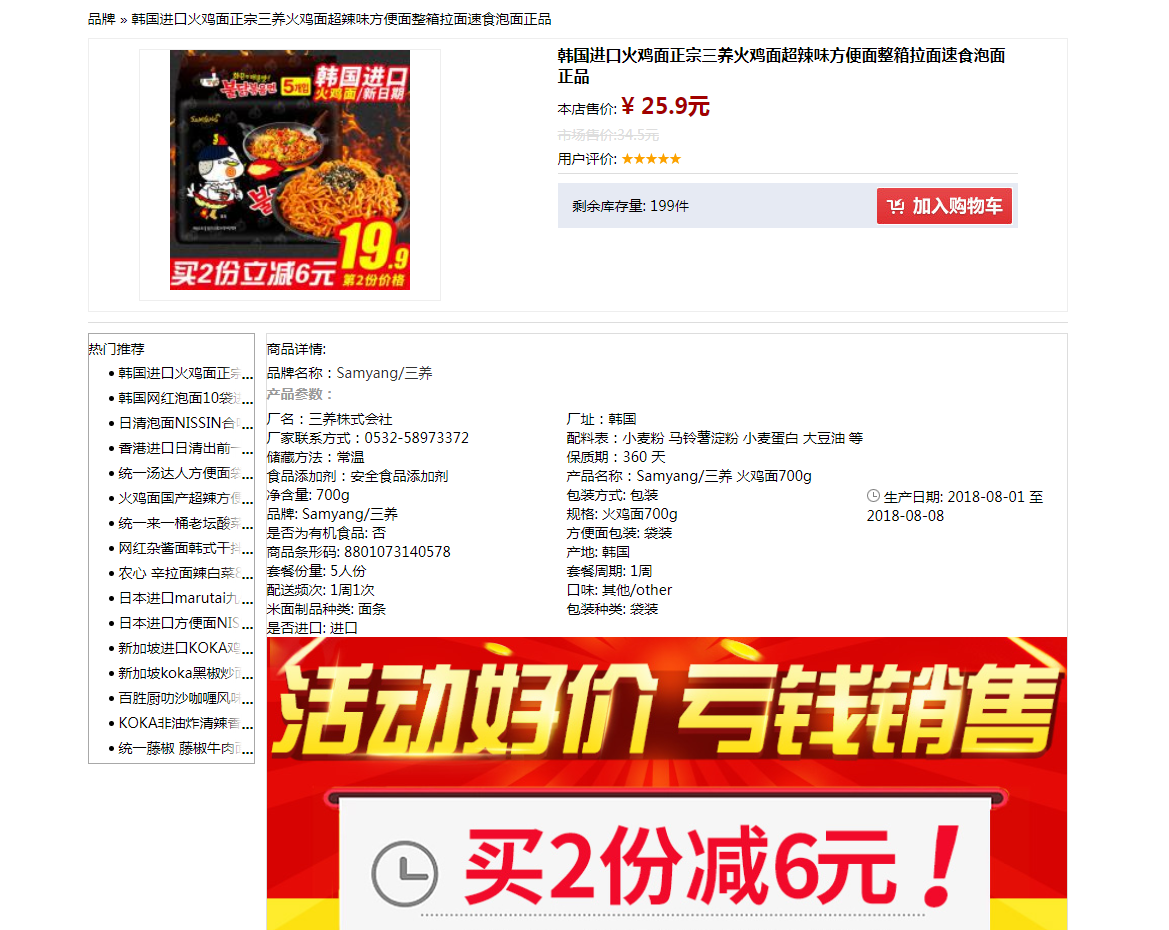 品牌 » 韩国进口火鸡面正宗三养火鸡面超辣味方便面整箱拉面速食泡面正品
韩国进口
火鸡面/新日期
불닭볶음면
5개입
SAMYANG
19.9
买2份立减6元
第2份价格
韩国进口火鸡面正宗三养火鸡面超辣味方便面整箱拉面速食泡面
正品
本店售价: ¥ 25.9元
市场售价:34.5元
用户评价: ★★★★★
剩余库存量: 199件
加入购物车
热门推荐
韩国进口火鸡面正宗...
韩国网红泡面10袋...
日清泡面NISSIN合...
香港进口日清出前一...
统一汤达人方便面袋...
火鸡面国产超辣方便...
统一来一桶老坛酸菜...
网红杂酱面韩式干拌...
农心 辛拉面辣白菜...
日本进口marutai九...
日本进口方便面NIS...
新加坡进口KOKA鸡...
新加坡koka黑椒炒面...
百胜厨叻沙咖喱风味...
KOKA非油炸清辣香...
统一藤椒 藤椒牛肉面...
商品详情:
品牌名称：Samyang/三养
产品参数：
厂名：三养株式会社
厂址：韩国
厂家联系方式：0532-58973372
配料表：小麦粉 马铃薯淀粉 小麦蛋白 大豆油 等
储藏方法：常温
保质期：360 天
食品添加剂：安全食品添加剂
产品名称：Samyang/三养 火鸡面700g
净含量: 700g
包装方式: 包装
生产日期: 2018-08-01 至
2018-08-08
品牌: Samyang/三养
规格: 火鸡面700g
是否为有机食品: 否
方便面包装: 袋装
商品条形码: 8801073140578
产地: 韩国
套餐份量: 5人份
套餐周期: 1周
配送频次: 1周1次
口味: 其他/other
米面制品种类: 面条
包装种类: 袋装
是否进口: 进口
活动好价 亏钱销售
买2份减6元！